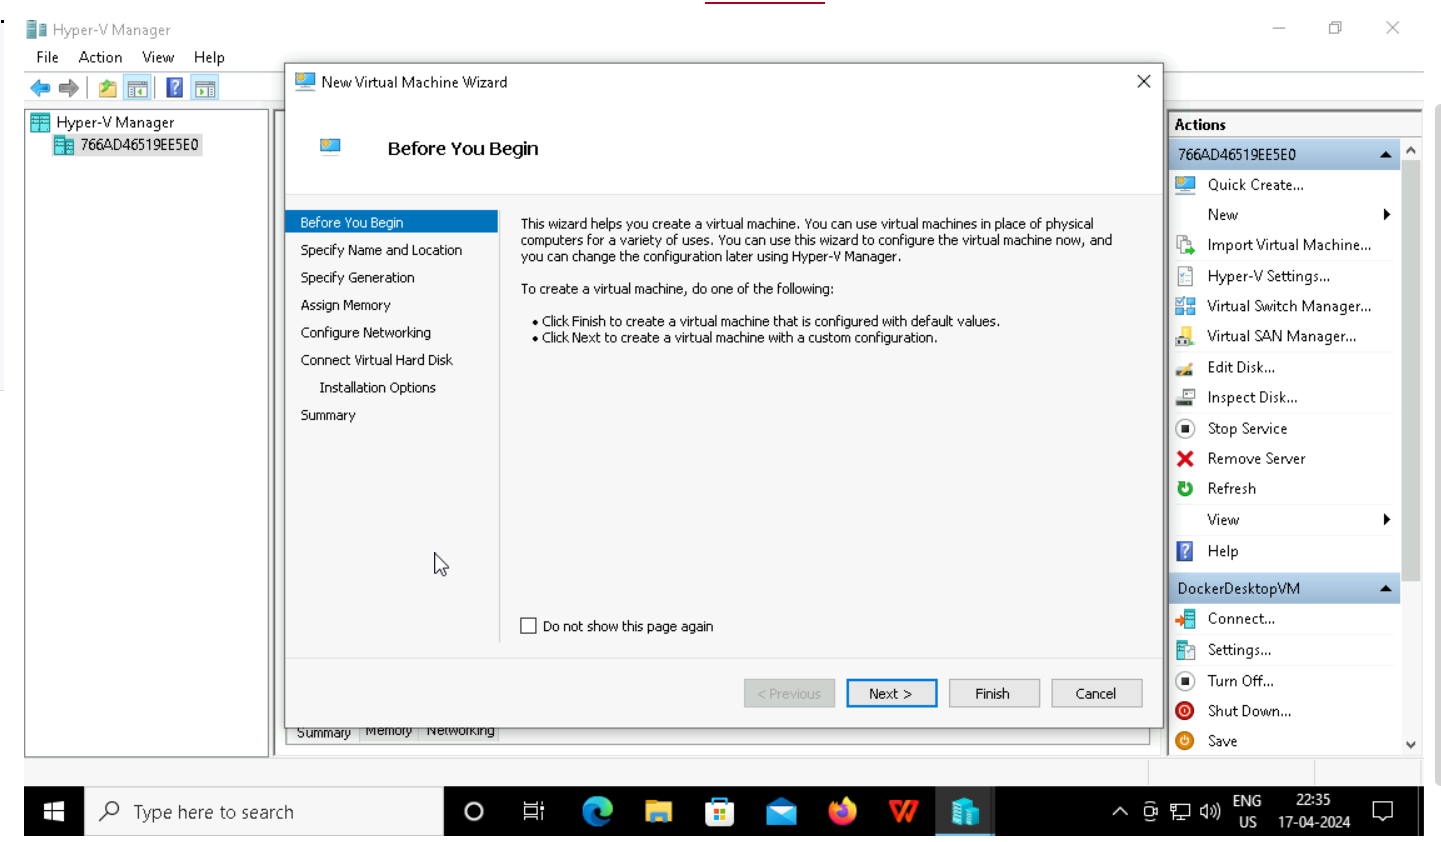 Hyper-V Manager
File Action View Help
Hyper-V Manager
766AD46519EE5E0
New Virtual Machine Wizard
Before You Begin
Before You Begin
Specify Name and Location
Specify Generation
Assign Memory
Configure Networking
Connect Virtual Hard Disk
Installation Options
Summary
This wizard helps you create a virtual machine. You can use virtual machines in place of physical
computers for a variety of uses. You can use this wizard to configure the virtual machine now, and
you can change the configuration later using Hyper-V Manager.
To create a virtual machine, do one of the following:
• Click Finish to create a virtual machine that is configured with default values.
• Click Next to create a virtual machine with a custom configuration.
Do not show this page again
< Previous Next > Finish Cancel
Summary Memory Networking
Actions
766AD46519EE5E0
Quick Create...
New
Import Virtual Machine...
Hyper-V Settings...
Virtual Switch Manager...
Virtual SAN Manager...
Edit Disk...
Inspect Disk...
Stop Service
Remove Server
Refresh
View
Help
DockerDesktopVM
Connect...
Settings...
Turn Off...
Shut Down...
Save
Type here to search
ENG
US
22:35
17-04-2024